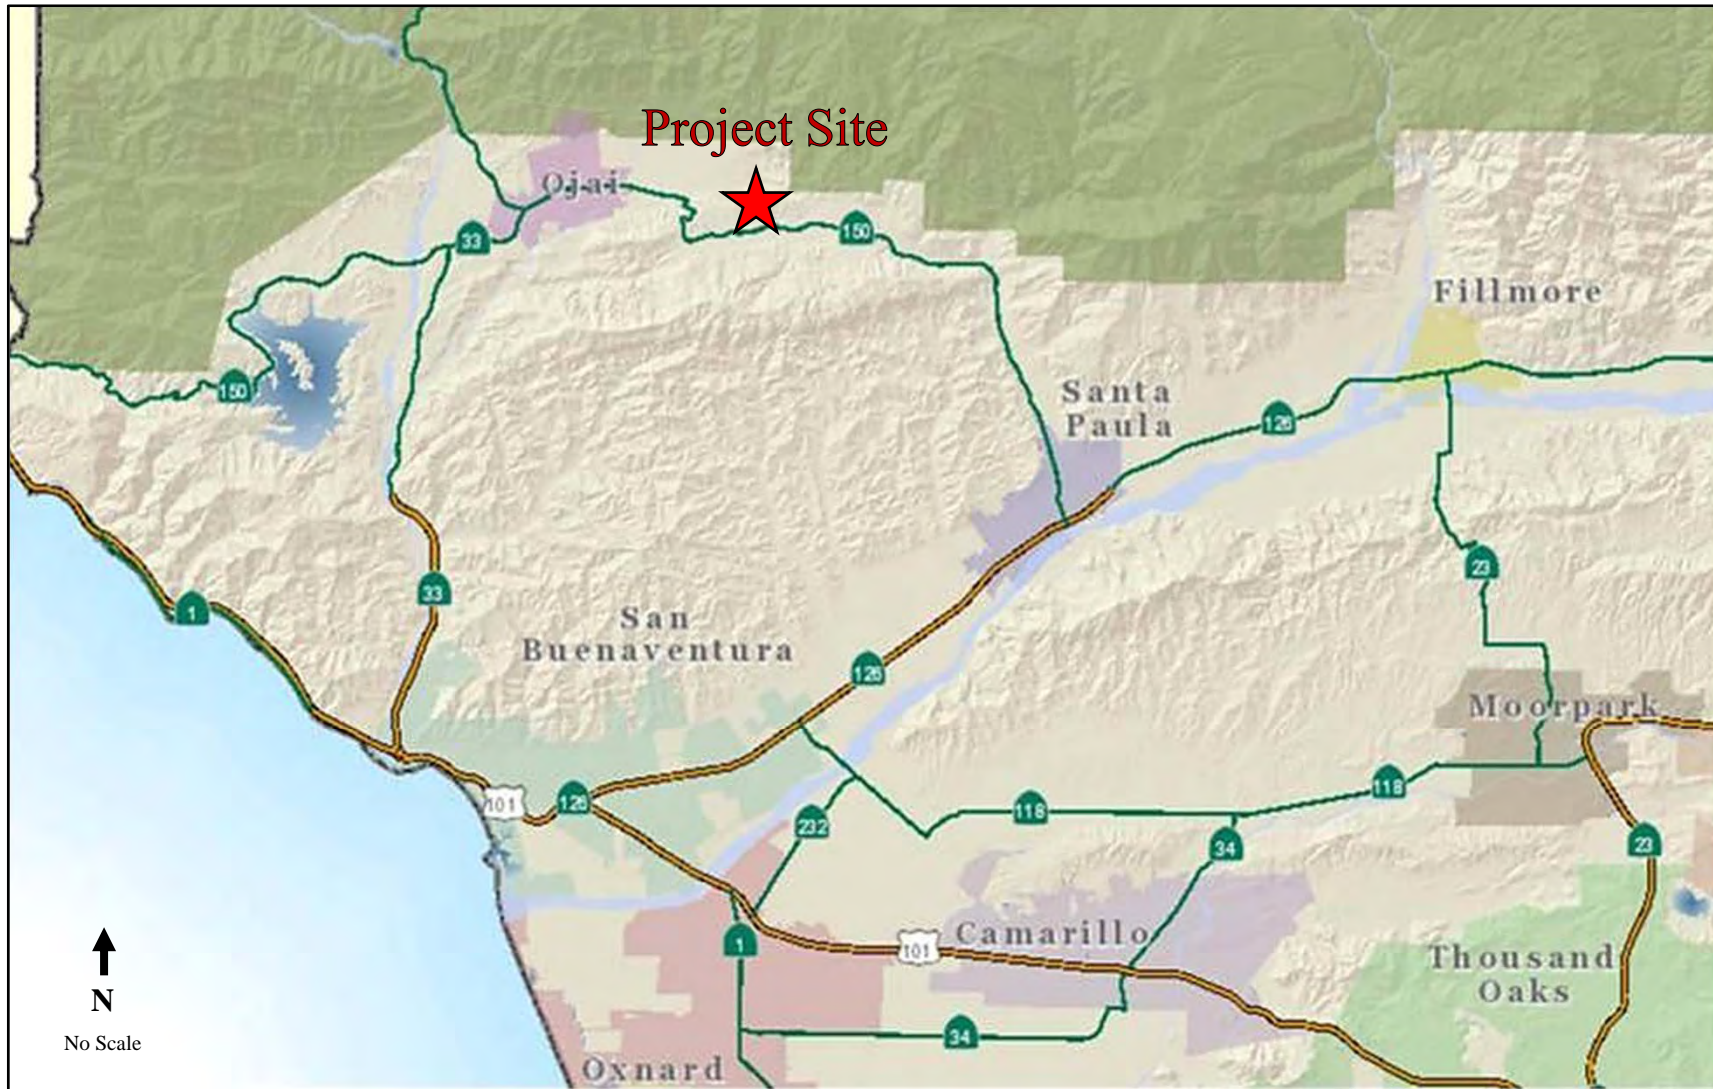 Project Site
Ojai
33
150
150
Fillmore
Santa
Paula
126
23
33
1
San
Buenaventura
126
Moorpark
101
126
232
118
118
34
23
1
101
Camarillo
Thousand
Oaks
34
Oxnard
N
No Scale